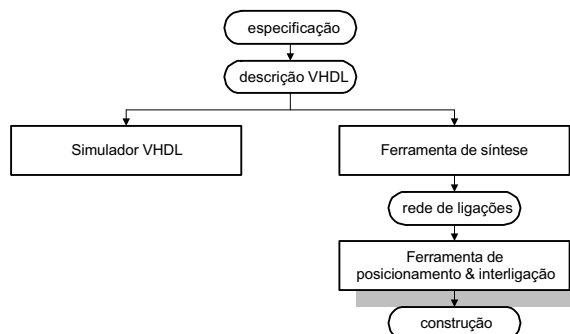 especificação
descrição VHDL
Simulador VHDL
Ferramenta de síntese
rede de ligações
Ferramenta de
posicionamento & interligação
construção